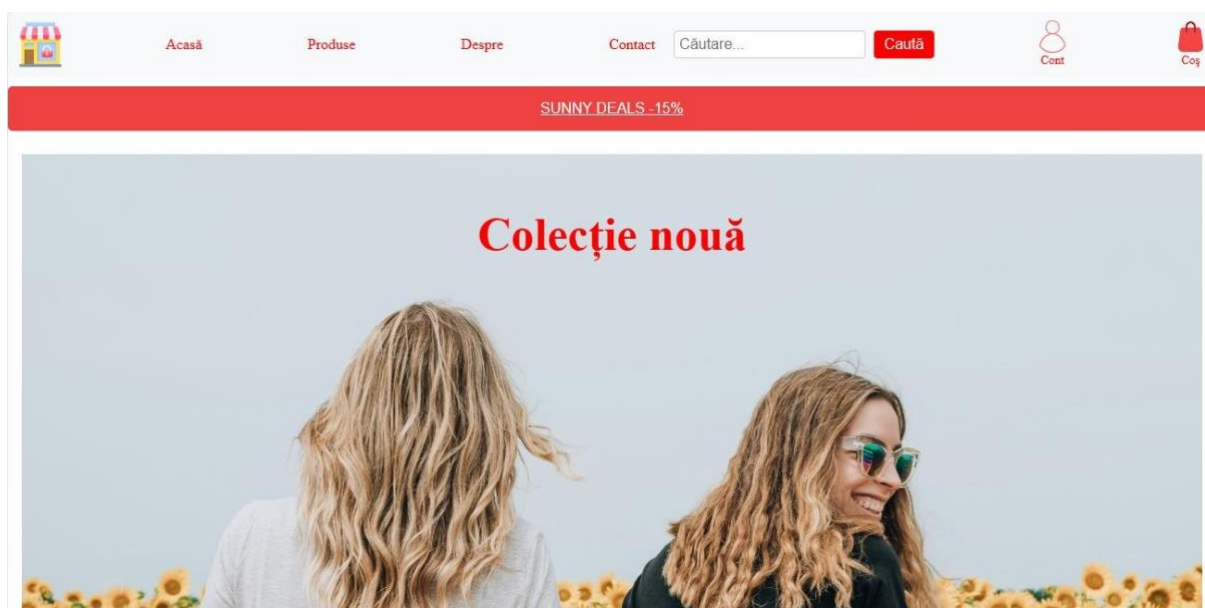 Acasă Produse Despre Contact Căutare... Caută Cont Coș
SUNNY DEALS -15%
Colecție nouă